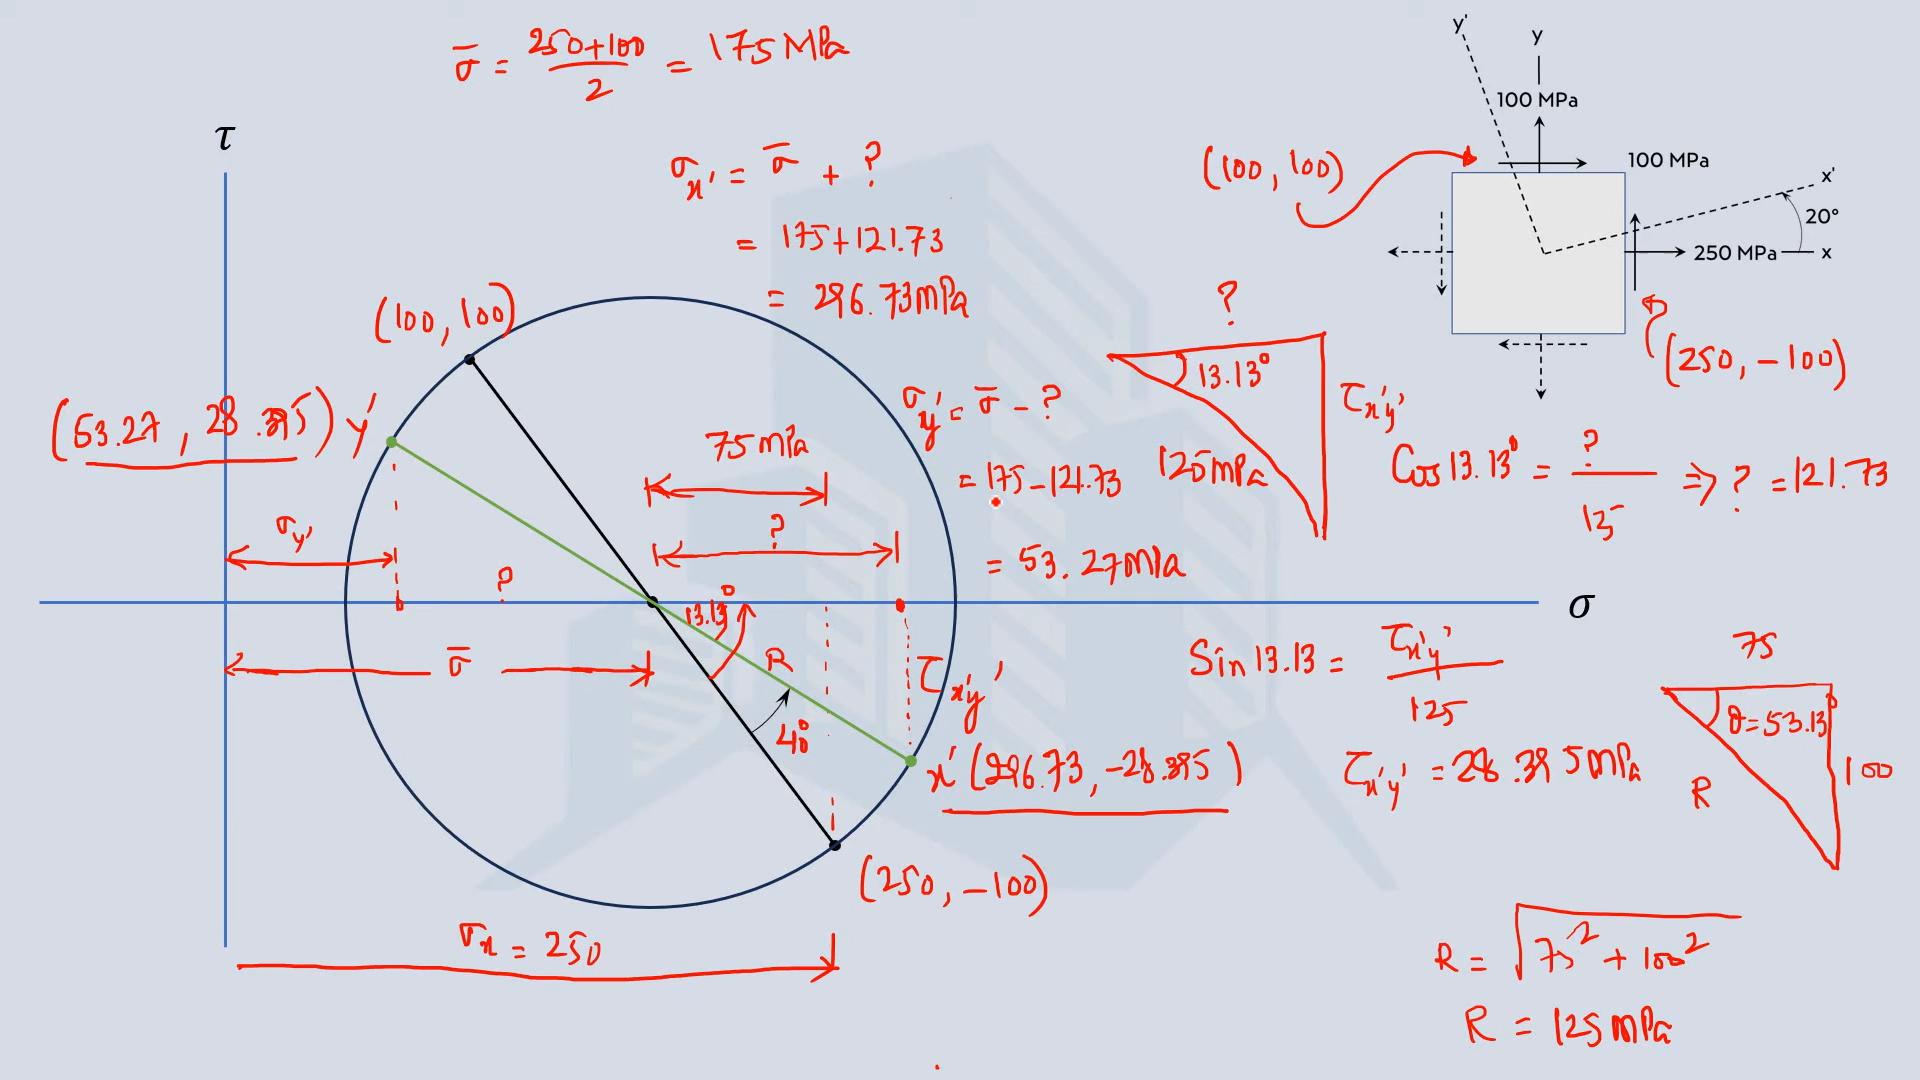 σ̄ = (250+100)/2 = 175 MPa
y'
y
100 MPa
τ
100 MPa
(100, 100)
x'
20°
250 MPa
x
(250, -100)
σx' = σ̄ + ?
= 175+121.73
= 296.73 MPa
(100, 100)
?
13.13°
τx'y'
125 MPa
(53.27, 28.395) y'
σy' = σ̄ - ?
= 175-121.73
= 53.27 MPa
75 MPa
?
Cos 13.13° = ?/125 ⇒ ? = 121.73
σy'
?
13.13°
σ
σ̄
R
40°
τx'y'
x' (296.73, -28.395)
Sin 13.13 = τx'y'/125
τx'y' = 28.395 MPa
75
θ=53.13°
R
100
(250, -100)
σx = 250
R = √75² + 100²
R = 125 MPa